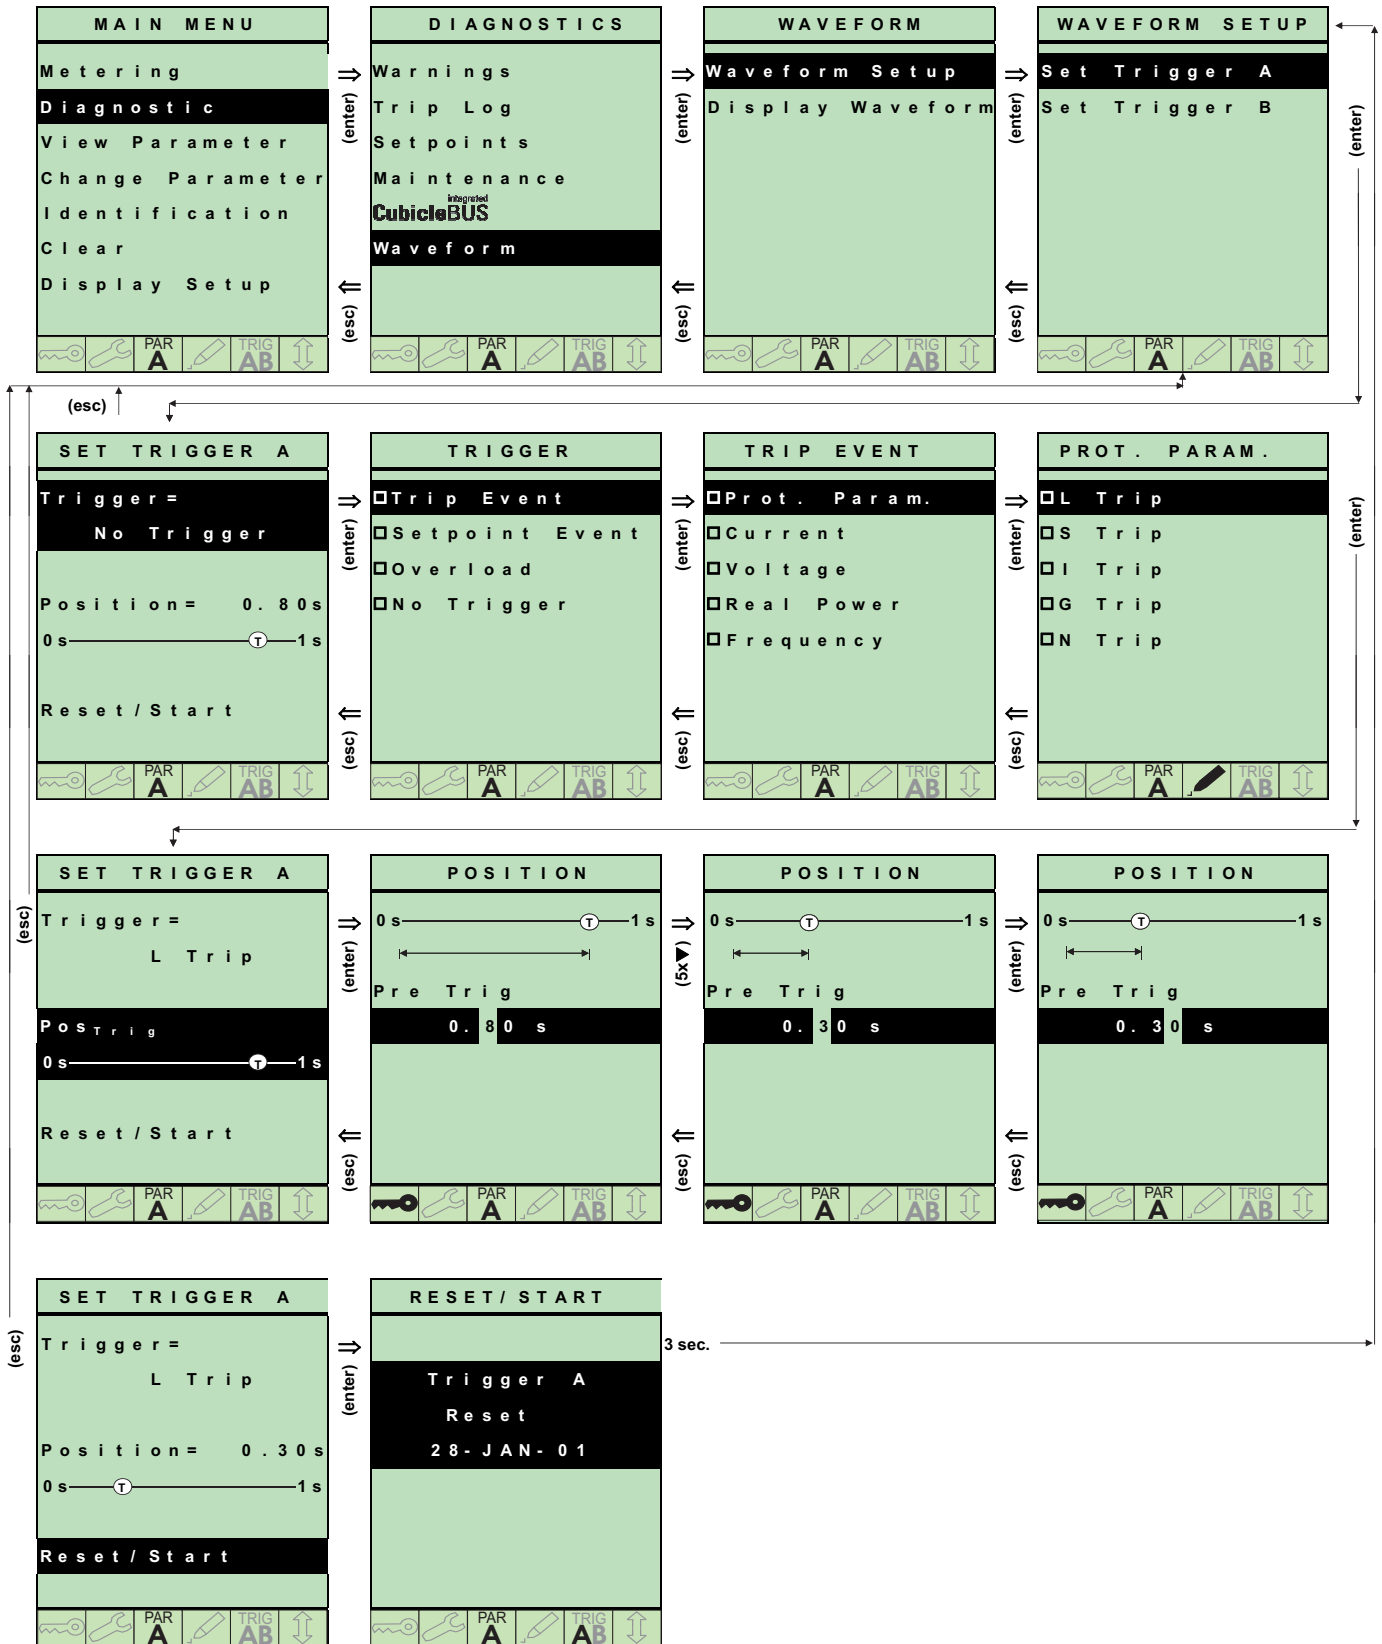 MAIN MENU
Metering
Diagnostic
View Parameter
Change Parameter
Identification
Clear
Display Setup
PAR
A
TRIG
AB
(enter)
(esc)
DIAGNOSTICS
Warnings
Trip Log
Setpoints
Maintenance
integrated
CubicleBUS
Waveform
PAR
A
TRIG
AB
(enter)
(esc)
WAVEFORM
Waveform Setup
Display Waveform
PAR
A
TRIG
AB
(enter)
(esc)
WAVEFORM SETUP
Set Trigger A
Set Trigger B
PAR
A
TRIG
AB
(enter)
(esc)
SET TRIGGER A
Trigger=
No Trigger
Position= 0.80s
0s T 1s
Reset/Start
PAR
A
TRIG
AB
(enter)
(esc)
TRIGGER
Trip Event
Setpoint Event
Overload
No Trigger
PAR
A
TRIG
AB
(enter)
(esc)
TRIP EVENT
Prot. Param.
Current
Voltage
Real Power
Frequency
PAR
A
TRIG
AB
(enter)
(esc)
PROT. PARAM.
L Trip
S Trip
I Trip
G Trip
N Trip
PAR
A
TRIG
AB
(enter)
(esc)
SET TRIGGER A
Trigger=
L Trip
PosTrig
0s T 1s
Reset/Start
PAR
A
TRIG
AB
(enter)
(esc)
POSITION
0s T 1s
Pre Trig
0.80 s
PAR
A
TRIG
AB
(5x▼)
(esc)
POSITION
0s T 1s
Pre Trig
0.30 s
PAR
A
TRIG
AB
(enter)
(esc)
POSITION
0s T 1s
Pre Trig
0.30 s
PAR
A
TRIG
AB
(esc)
SET TRIGGER A
Trigger=
L Trip
Position= 0.30s
0s T 1s
Reset/Start
PAR
A
TRIG
AB
(enter)
RESET/START
Trigger A
Reset
28-JAN-01
PAR
A
TRIG
AB
3 sec.